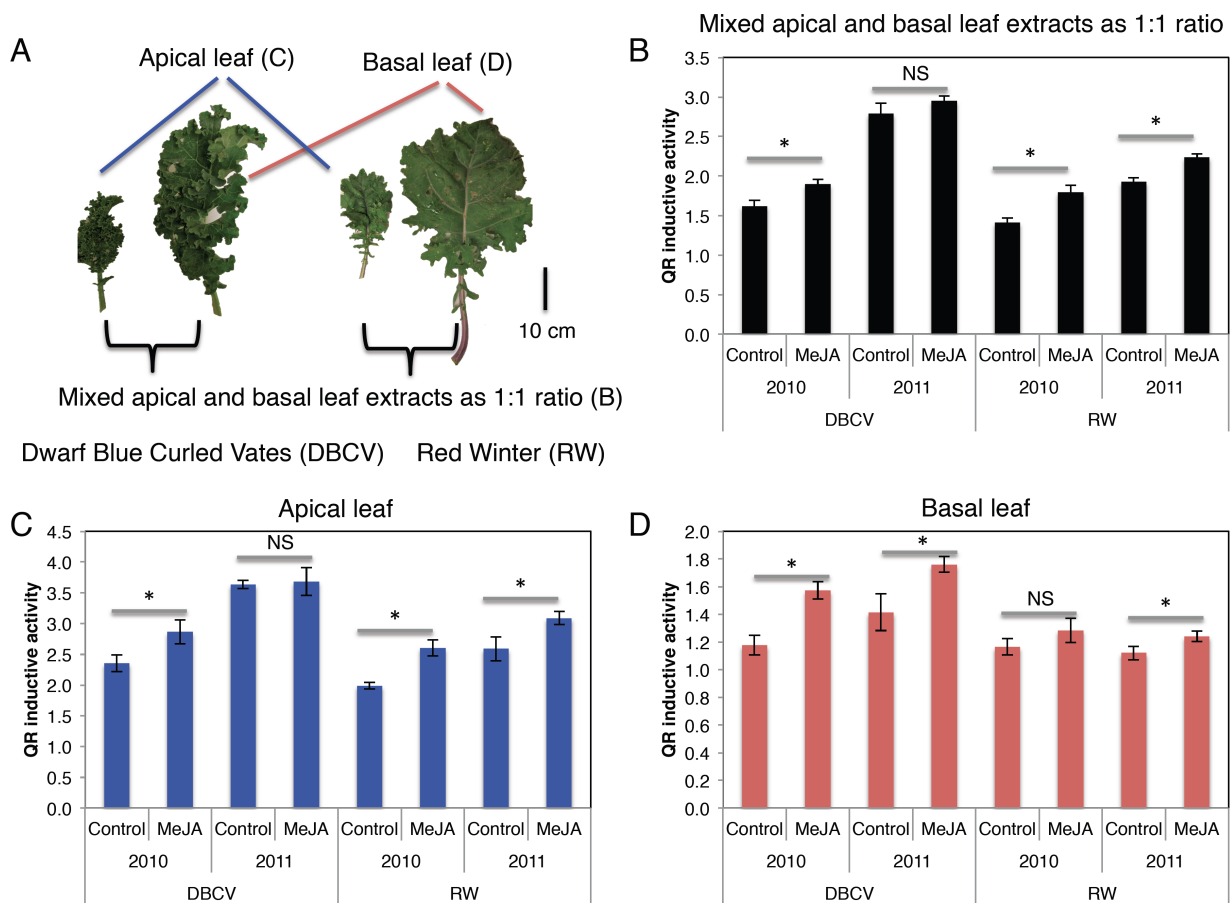 A
Apical leaf (C)
Basal leaf (D)
10 cm
Mixed apical and basal leaf extracts as 1:1 ratio (B)
Dwarf Blue Curled Vates (DBCV) Red Winter (RW)
B
Mixed apical and basal leaf extracts as 1:1 ratio
QR inductive activity
3.5
3.0
2.5
2.0
1.5
1.0
0.5
0.0
* NS * *
Control MeJA Control MeJA Control MeJA Control MeJA
2010 2011 2010 2011
DBCV RW
C
Apical leaf
QR inductive activity
4.5
4.0
3.5
3.0
2.5
2.0
1.5
1.0
0.5
0.0
* NS * *
Control MeJA Control MeJA Control MeJA Control MeJA
2010 2011 2010 2011
DBCV RW
D
Basal leaf
QR inductive activity
2.0
1.8
1.6
1.4
1.2
1.0
0.8
0.6
0.4
0.2
0.0
* * NS *
Control MeJA Control MeJA Control MeJA Control MeJA
2010 2011 2010 2011
DBCV RW